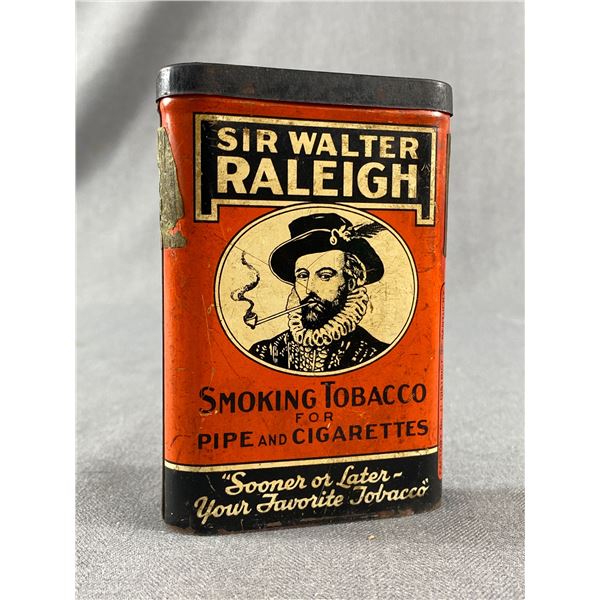 SIR WALTER
RALEIGH
SMOKING TOBACCO
FOR
PIPE AND CIGARETTES
"Sooner or Later~
Your Favorite Tobacco"